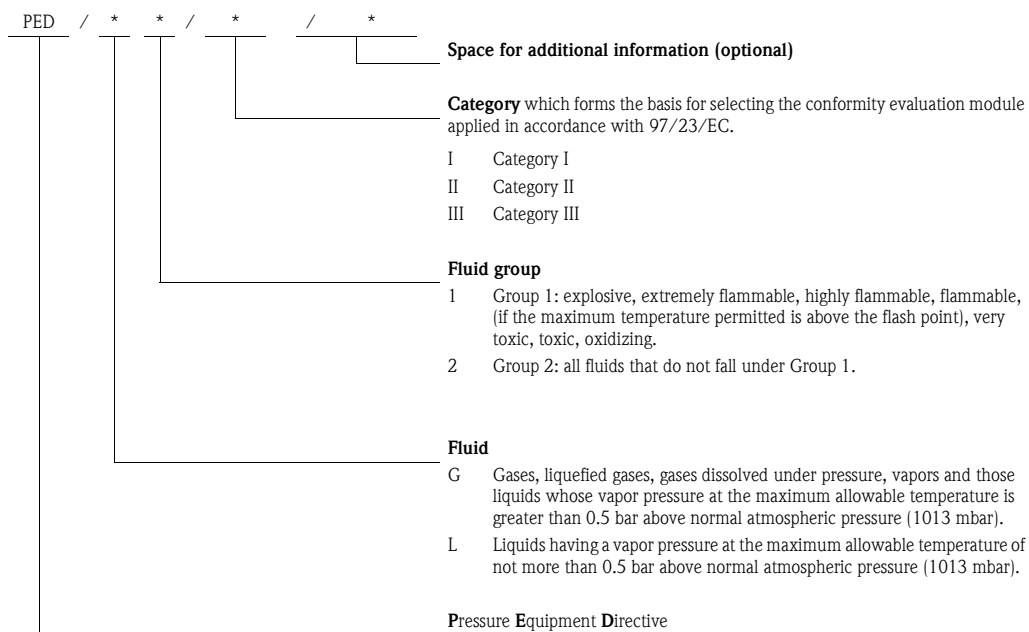 PED / * * / * / *
Space for additional information (optional)
Category which forms the basis for selecting the conformity evaluation module
applied in accordance with 97/23/EC.
I Category I
II Category II
III Category III
Fluid group
1 Group 1: explosive, extremely flammable, highly flammable, flammable,
(if the maximum temperature permitted is above the flash point), very
toxic, toxic, oxidizing.
2 Group 2: all fluids that do not fall under Group 1.
Fluid
G Gases, liquefied gases, gases dissolved under pressure, vapors and those
liquids whose vapor pressure at the maximum allowable temperature is
greater than 0.5 bar above normal atmospheric pressure (1013 mbar).
L Liquids having a vapor pressure at the maximum allowable temperature of
not more than 0.5 bar above normal atmospheric pressure (1013 mbar).
Pressure Equipment Directive